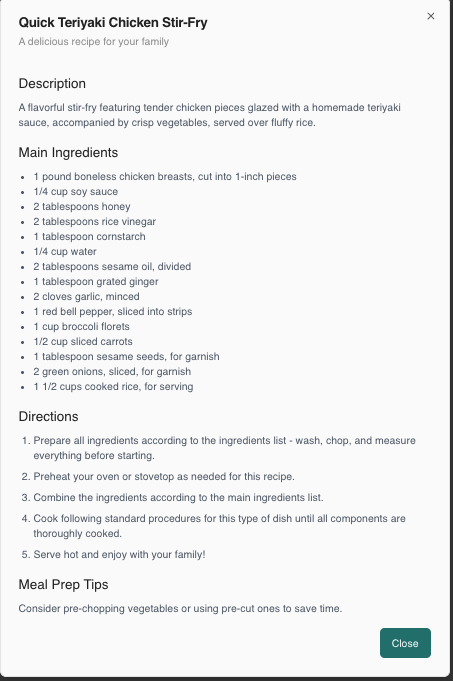 Quick Teriyaki Chicken Stir-Fry
A delicious recipe for your family
Description
A flavorful stir-fry featuring tender chicken pieces glazed with a homemade teriyaki
sauce, accompanied by crisp vegetables, served over fluffy rice.
Main Ingredients
• 1 pound boneless chicken breasts, cut into 1-inch pieces
• 1/4 cup soy sauce
• 2 tablespoons honey
• 2 tablespoons rice vinegar
• 1 tablespoon cornstarch
• 1/4 cup water
• 2 tablespoons sesame oil, divided
• 1 tablespoon grated ginger
• 2 cloves garlic, minced
• 1 red bell pepper, sliced into strips
• 1 cup broccoli florets
• 1/2 cup sliced carrots
• 1 tablespoon sesame seeds, for garnish
• 2 green onions, sliced, for garnish
• 1 1/2 cups cooked rice, for serving
Directions
1. Prepare all ingredients according to the ingredients list - wash, chop, and measure
everything before starting.
2. Preheat your oven or stovetop as needed for this recipe.
3. Combine the ingredients according to the main ingredients list.
4. Cook following standard procedures for this type of dish until all components are
thoroughly cooked.
5. Serve hot and enjoy with your family!
Meal Prep Tips
Consider pre-chopping vegetables or using pre-cut ones to save time.
Close